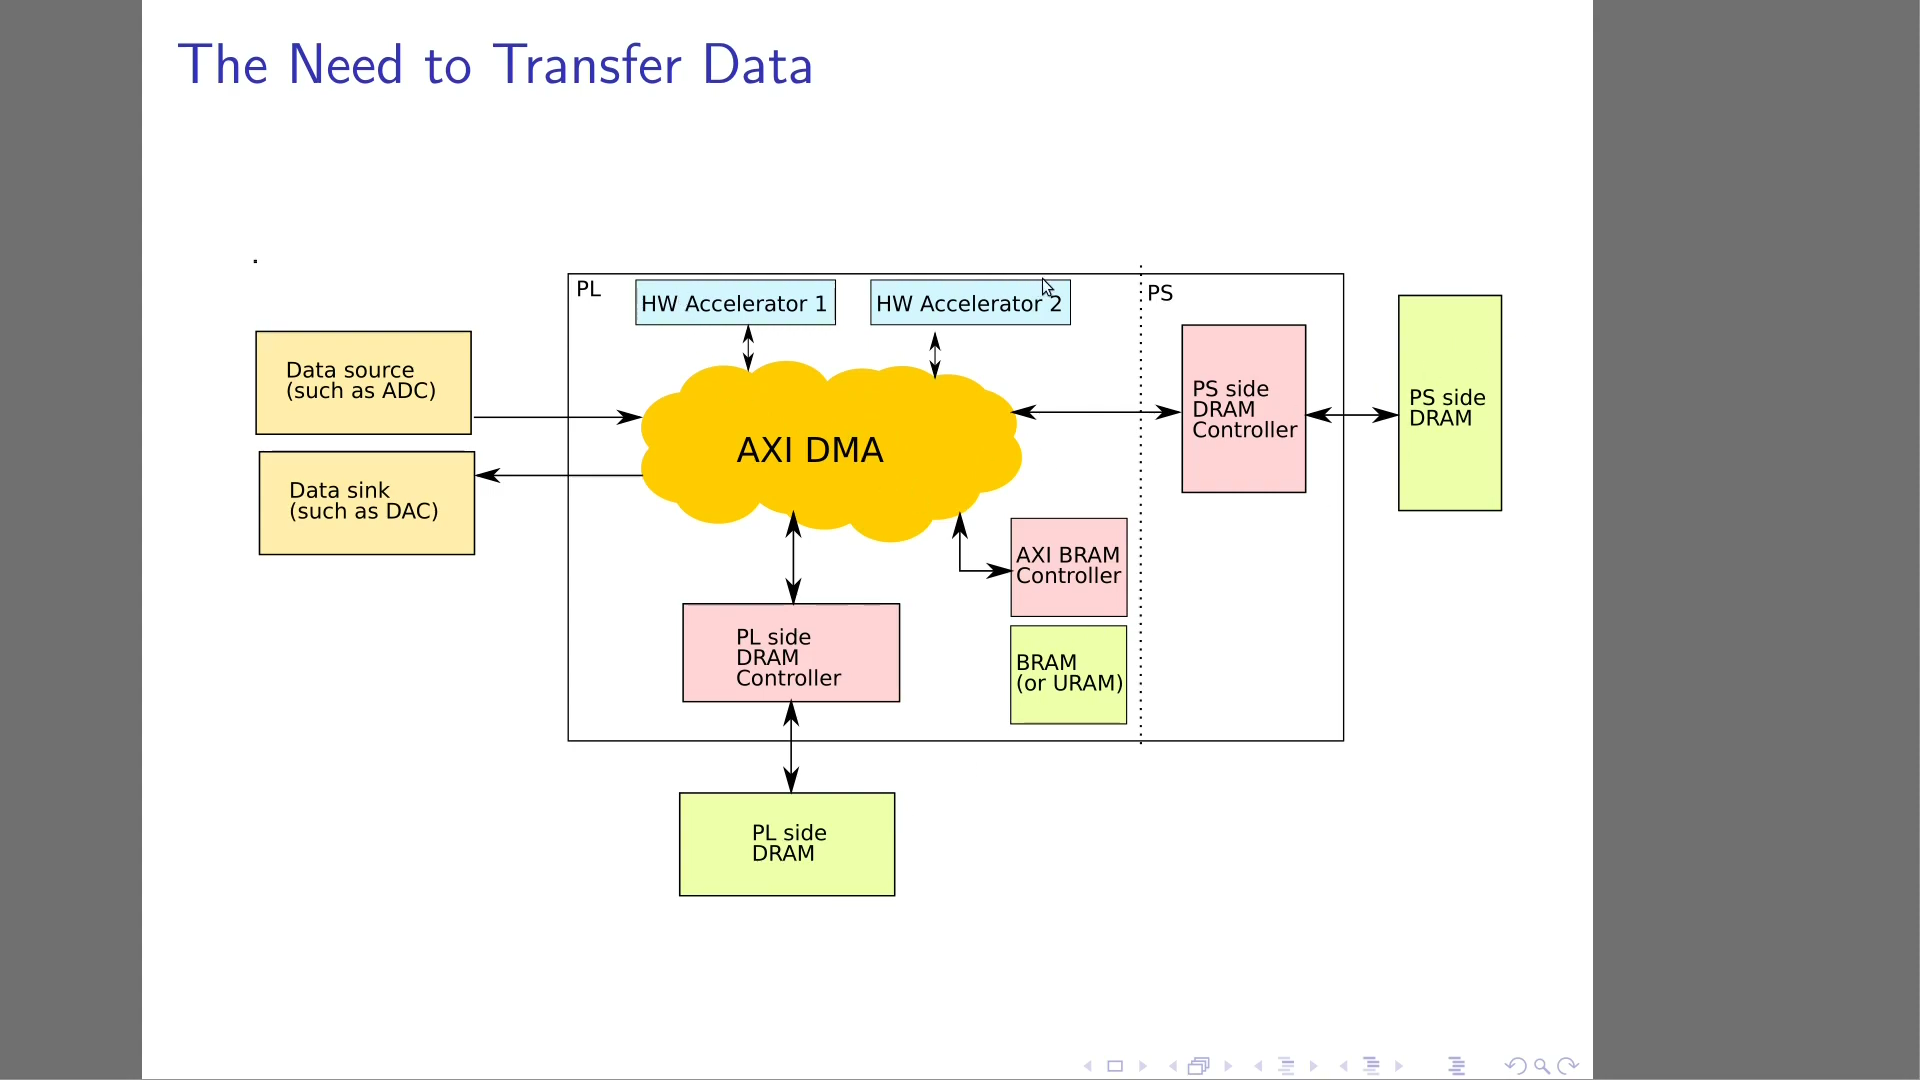 The Need to Transfer Data
PL
HW Accelerator 1
HW Accelerator 2
PS
Data source
(such as ADC)
Data sink
(such as DAC)
AXI DMA
PS side
DRAM
Controller
PS side
DRAM
AXI BRAM
Controller
PL side
DRAM
Controller
BRAM
(or URAM)
PL side
DRAM